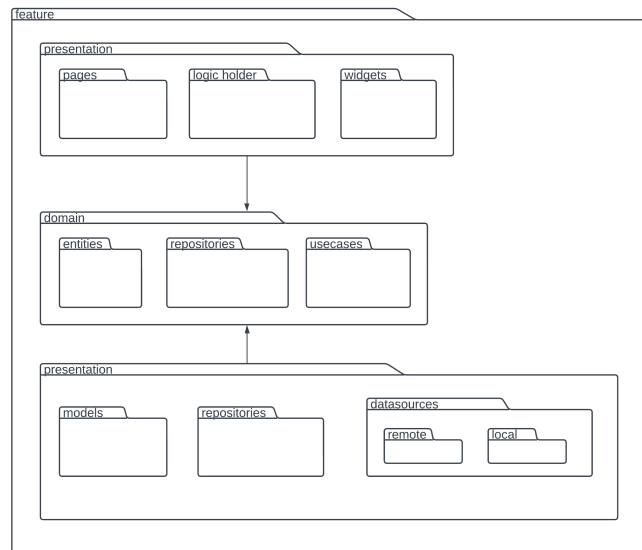 feature
presentation
pages
logic holder
widgets
domain
entities
repositories
usecases
presentation
models
repositories
datasources
remote
local